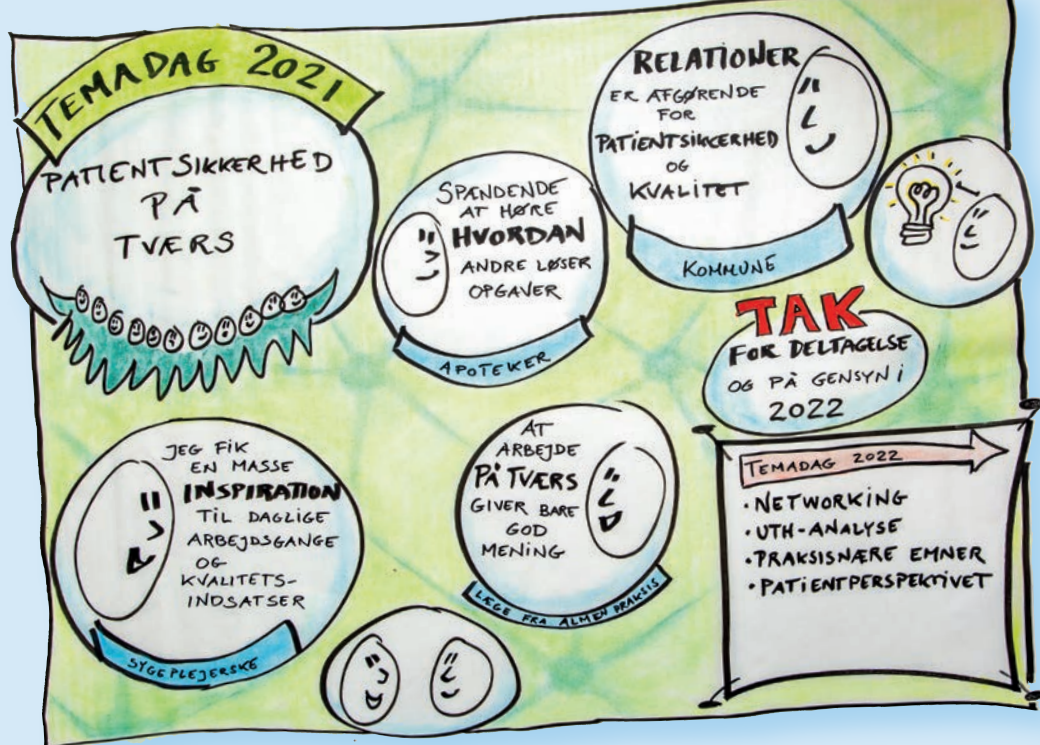 TEMADAG 2021
PATIENTSIKKERHED
PÅ
TVÆRS
SPÆNDENDE
AT HØRE
HVORDAN
ANDRE LØSER
OPGAVER
APOTEKER
RELATIONER
ER AFGØRENDE
FOR
PATIENTSIKKERHED
OG
KVALITET
KOMMUNE
TAK
FOR DELTAGELSE
OG PÅ GENSYN i
2022
JEG FIK
EN MASSE
INSPIRATION
TIL DAGLIGE
ARBEJDSGANGE
OG
KVALITETS-
INDSATSER
SYGEPLEJERSKE
AT
ARBEJDE
PÅ TVÆRS
GIVER BARE
GOD
MENING
LÆGE FRA ALMEN PRAKSIS
TEMADAG 2022
• NETWORKING
• UTH-ANALYSE
• PRAKSISNÆRE EMNER
• PATIENTPERSPEKTIVET